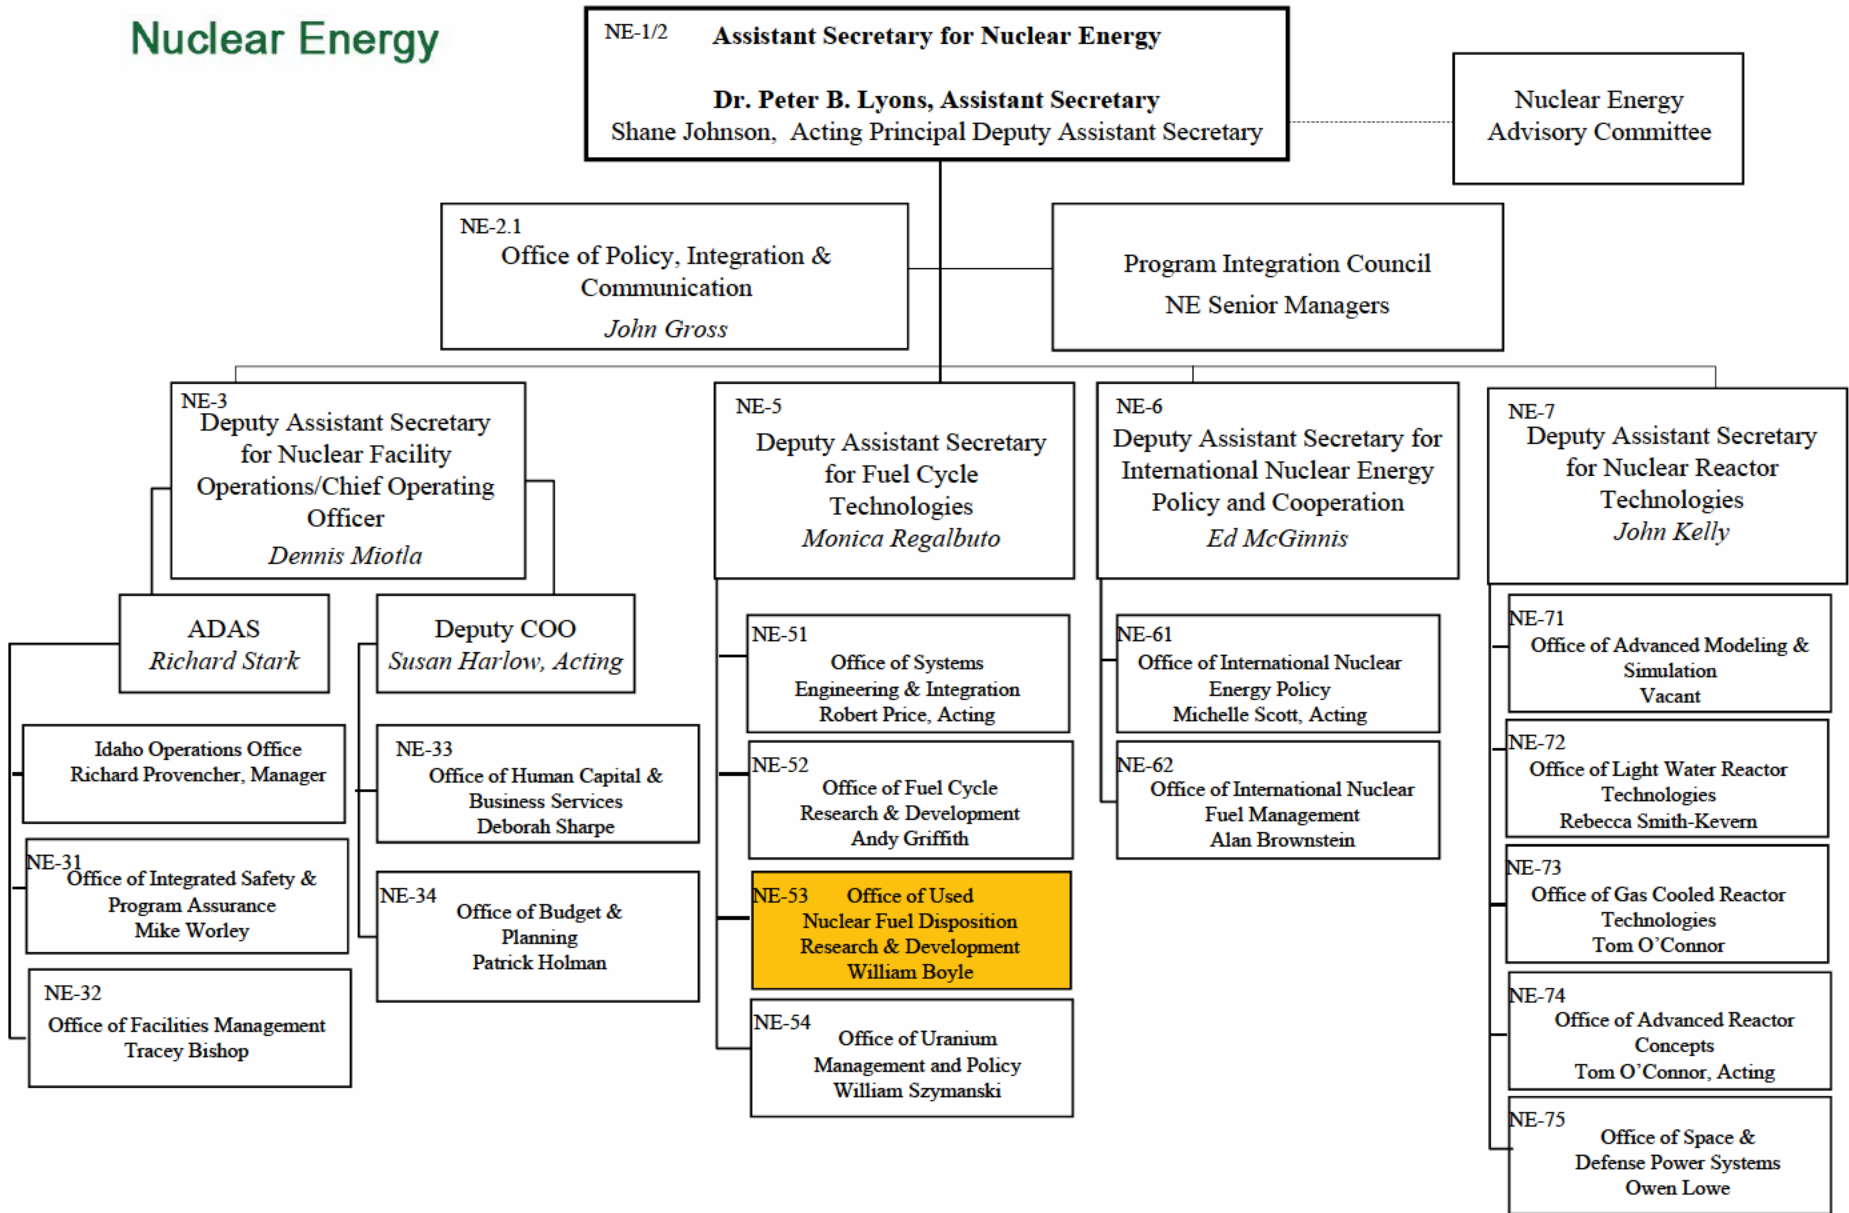 Nuclear Energy
NE-1/2
Assistant Secretary for Nuclear Energy
Dr. Peter B. Lyons, Assistant Secretary
Shane Johnson, Acting Principal Deputy Assistant Secretary
Nuclear Energy
Advisory Committee
NE-2.1
Office of Policy, Integration &
Communication
John Gross
Program Integration Council
NE Senior Managers
NE-3
Deputy Assistant Secretary
for Nuclear Facility
Operations/Chief Operating
Officer
Dennis Miotla
ADAS
Richard Stark
Deputy COO
Susan Harlow, Acting
Idaho Operations Office
Richard Provencher, Manager
NE-31
Office of Integrated Safety &
Program Assurance
Mike Worley
NE-32
Office of Facilities Management
Tracey Bishop
NE-33
Office of Human Capital &
Business Services
Deborah Sharpe
NE-34
Office of Budget &
Planning
Patrick Holman
NE-5
Deputy Assistant Secretary
for Fuel Cycle
Technologies
Monica Regalbuto
NE-51
Office of Systems
Engineering & Integration
Robert Price, Acting
NE-52
Office of Fuel Cycle
Research & Development
Andy Griffith
NE-53
Office of Used
Nuclear Fuel Disposition
Research & Development
William Boyle
NE-54
Office of Uranium
Management and Policy
William Szymanski
NE-6
Deputy Assistant Secretary for
International Nuclear Energy
Policy and Cooperation
Ed McGinnis
NE-61
Office of International Nuclear
Energy Policy
Michelle Scott, Acting
NE-62
Office of International Nuclear
Fuel Management
Alan Brownstein
NE-7
Deputy Assistant Secretary
for Nuclear Reactor
Technologies
John Kelly
NE-71
Office of Advanced Modeling &
Simulation
Vacant
NE-72
Office of Light Water Reactor
Technologies
Rebecca Smith-Kevern
NE-73
Office of Gas Cooled Reactor
Technologies
Tom O'Connor
NE-74
Office of Advanced Reactor
Concepts
Tom O'Connor, Acting
NE-75
Office of Space &
Defense Power Systems
Owen Lowe